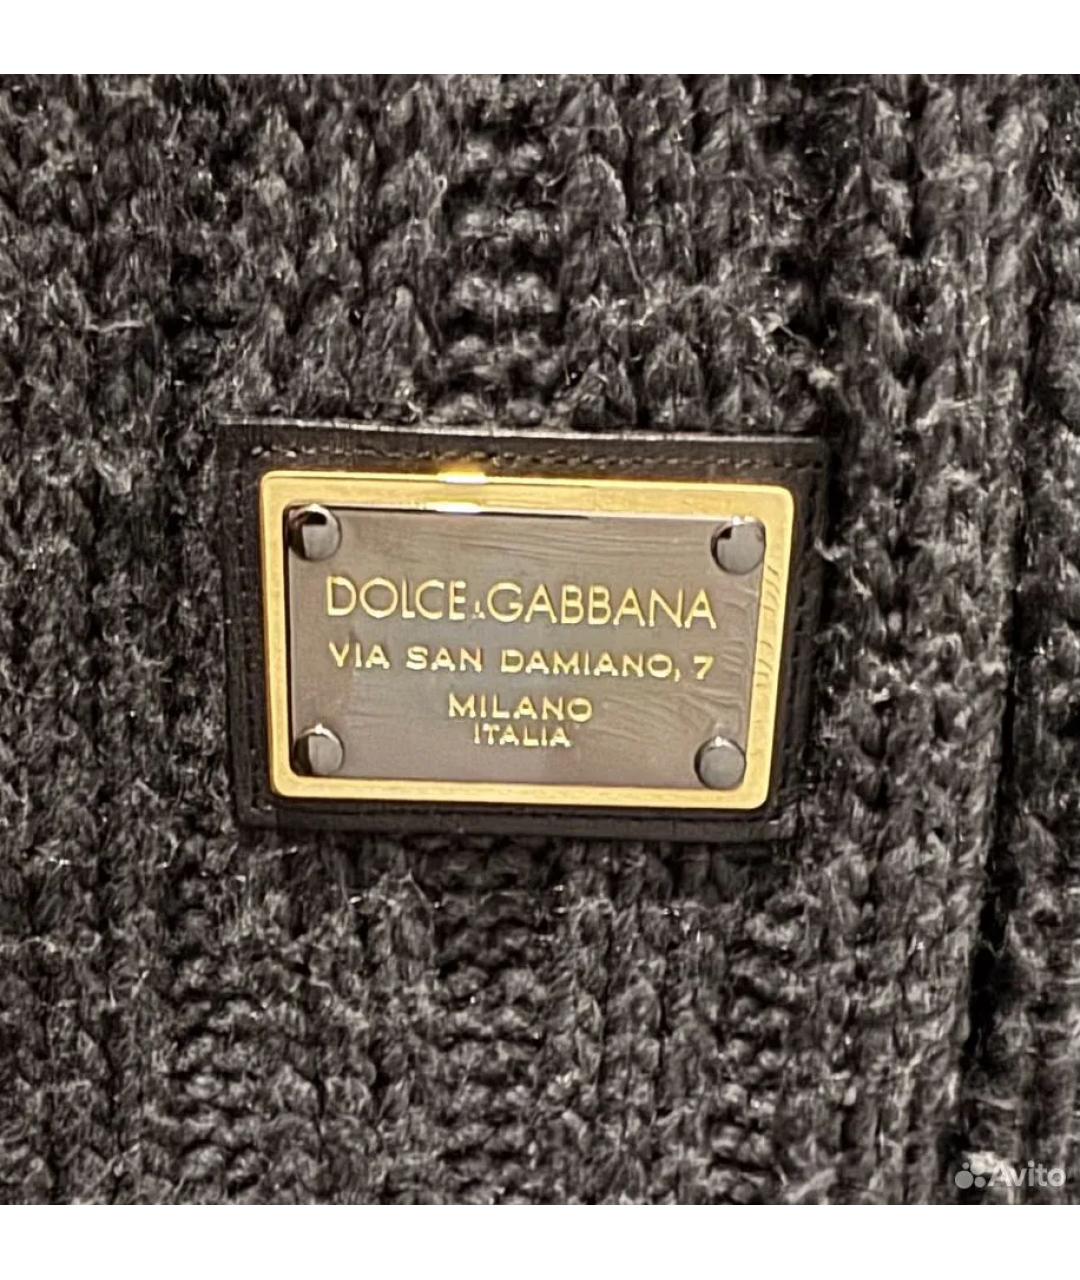 DOLCE & GABBANA
VIA SAN DAMIANO, 7
MILANO
ITALIA
Avito